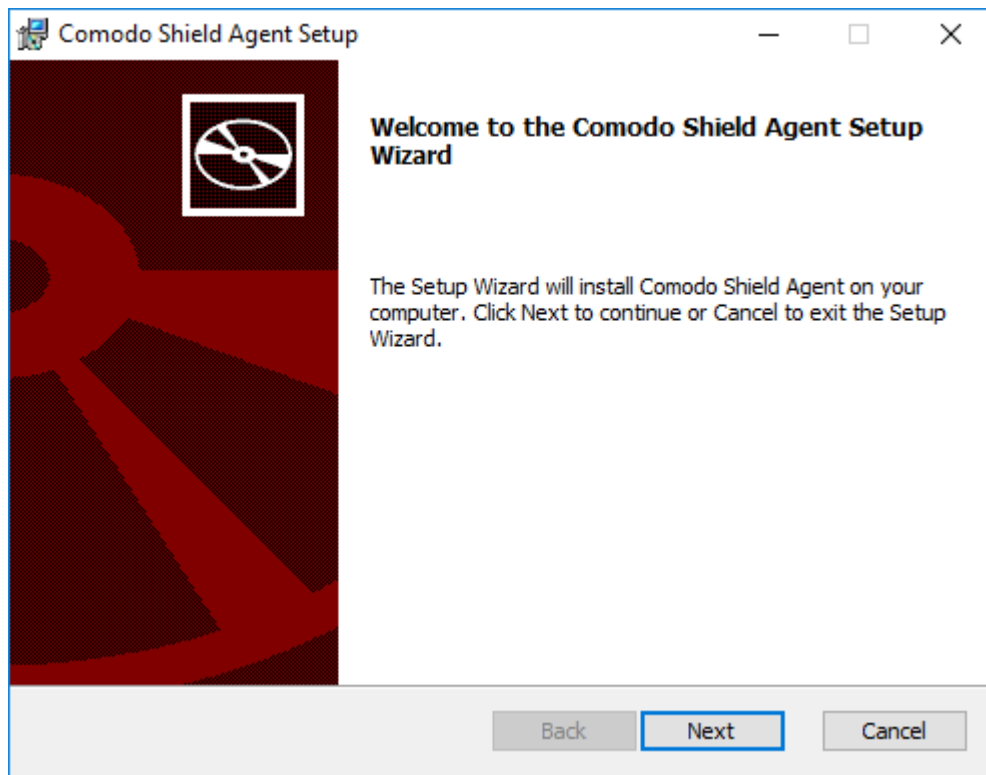 Comodo Shield Agent Setup
Welcome to the Comodo Shield Agent Setup
Wizard
The Setup Wizard will install Comodo Shield Agent on your
computer. Click Next to continue or Cancel to exit the Setup
Wizard.
Back Next Cancel